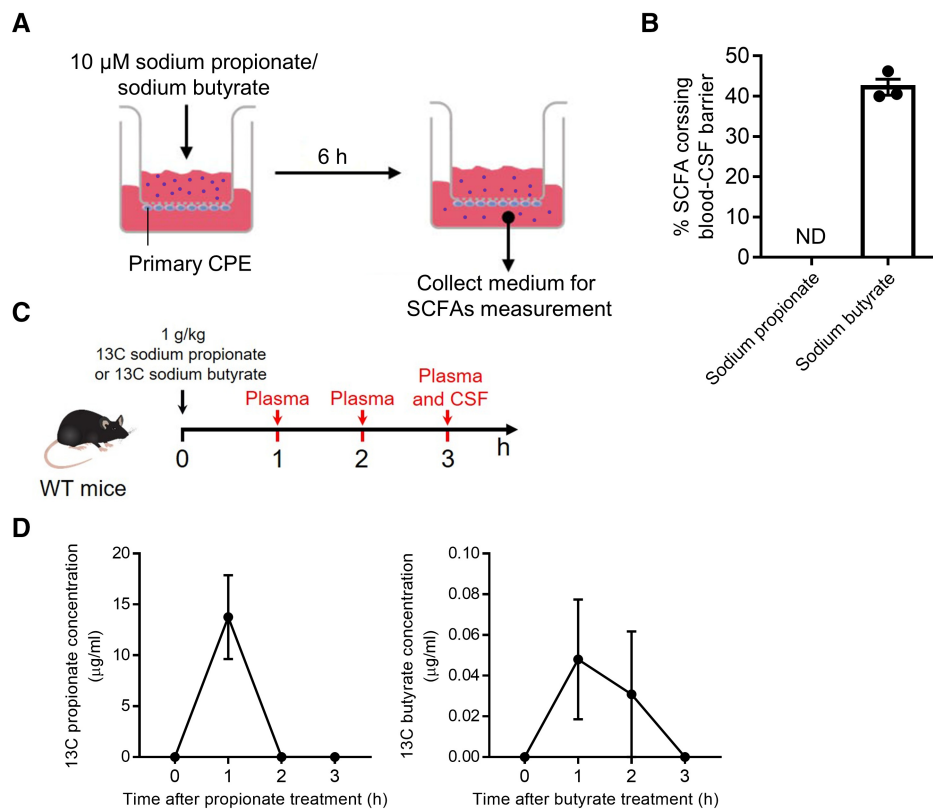 A
10 µM sodium propionate/
sodium butyrate
6 h
Primary CPE
Collect medium for
SCFAs measurement
B
% SCFA corssing
blood-CSF barrier
50
40
30
20
10
0
ND
Sodium propionate
Sodium butyrate
C
1 g/kg
13C sodium propionate
or 13C sodium butyrate
Plasma
Plasma
Plasma
and CSF
0
1
2
3
h
WT mice
D
13C propionate concentration
(µg/ml)
20
15
10
5
0
0
1
2
3
Time after propionate treatment (h)
13C butyrate concentration
(µg/ml)
0.10
0.08
0.06
0.04
0.02
0.00
0
1
2
3
Time after butyrate treatment (h)